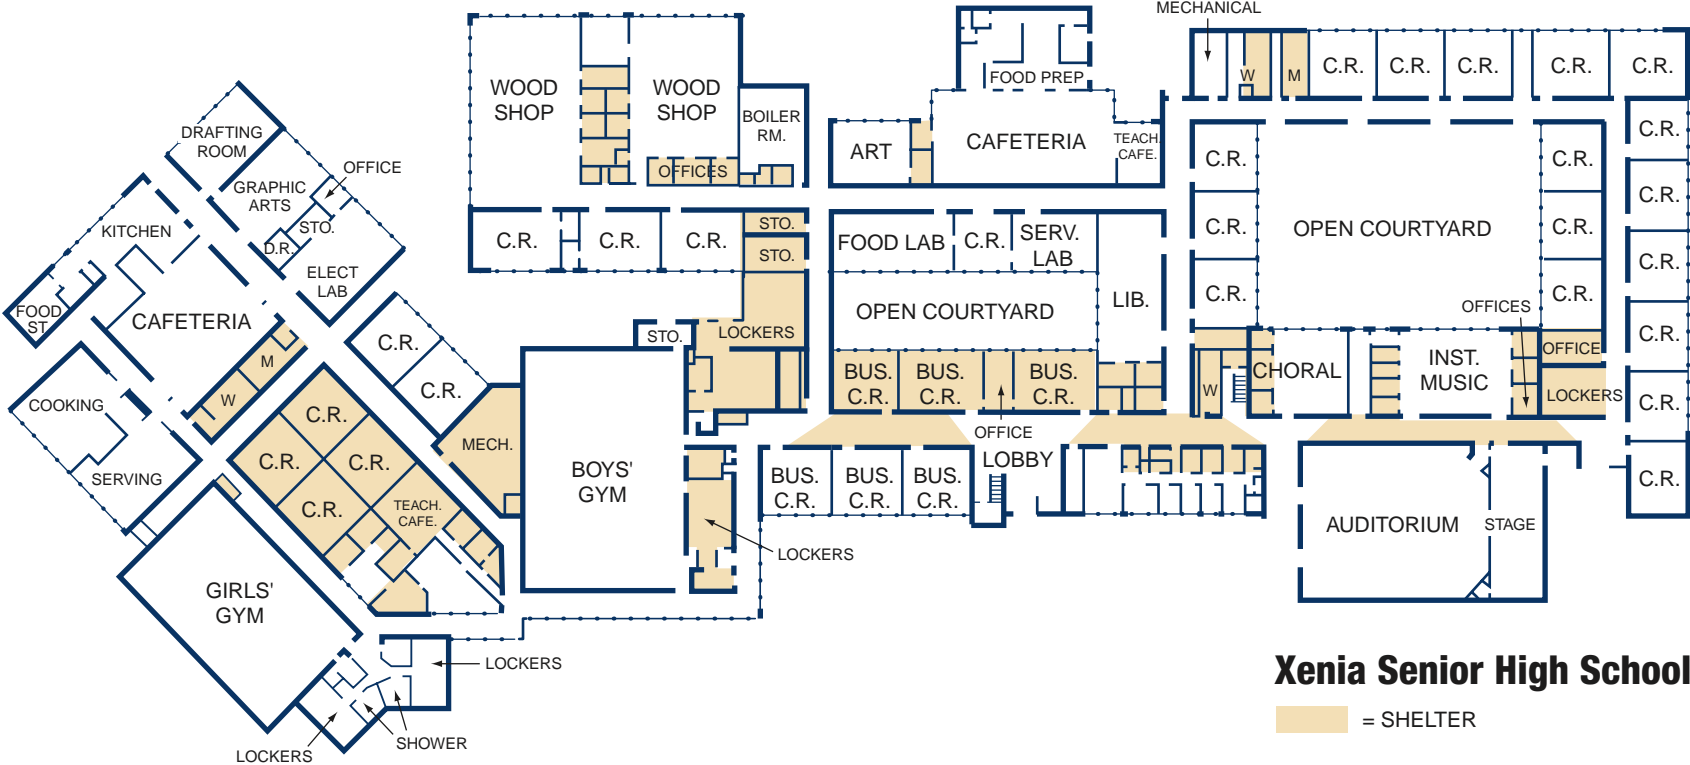 MECHANICAL
WOOD
SHOP
WOOD
SHOP
BOILER
RM.
OFFICES
FOOD PREP
ART
CAFETERIA
TEACH.
CAFE.
W
M
C.R.
C.R.
C.R.
C.R.
C.R.
DRAFTING
ROOM
OFFICE
GRAPHIC
ARTS
STO.
D.R.
ELECT
LAB
KITCHEN
FOOD
ST.
CAFETERIA
M
W
COOKING
SERVING
C.R.
C.R.
C.R.
C.R.
C.R.
STO.
STO.
LOCKERS
STO.
FOOD LAB
C.R.
SERV.
LAB
OPEN COURTYARD
LIB.
BUS.
C.R.
BUS.
C.R.
BUS.
C.R.
OFFICE
LOBBY
C.R.
C.R.
C.R.
OPEN COURTYARD
C.R.
C.R.
C.R.
C.R.
C.R.
C.R.
C.R.
C.R.
C.R.
OFFICES
OFFICE
LOCKERS
W
CHORAL
INST.
MUSIC
C.R.
C.R.
C.R.
C.R.
TEACH.
CAFE.
MECH.
BOYS'
GYM
LOCKERS
BUS.
C.R.
BUS.
C.R.
BUS.
C.R.
AUDITORIUM
STAGE
GIRLS'
GYM
LOCKERS
SHOWER
LOCKERS
Xenia Senior High School
= SHELTER